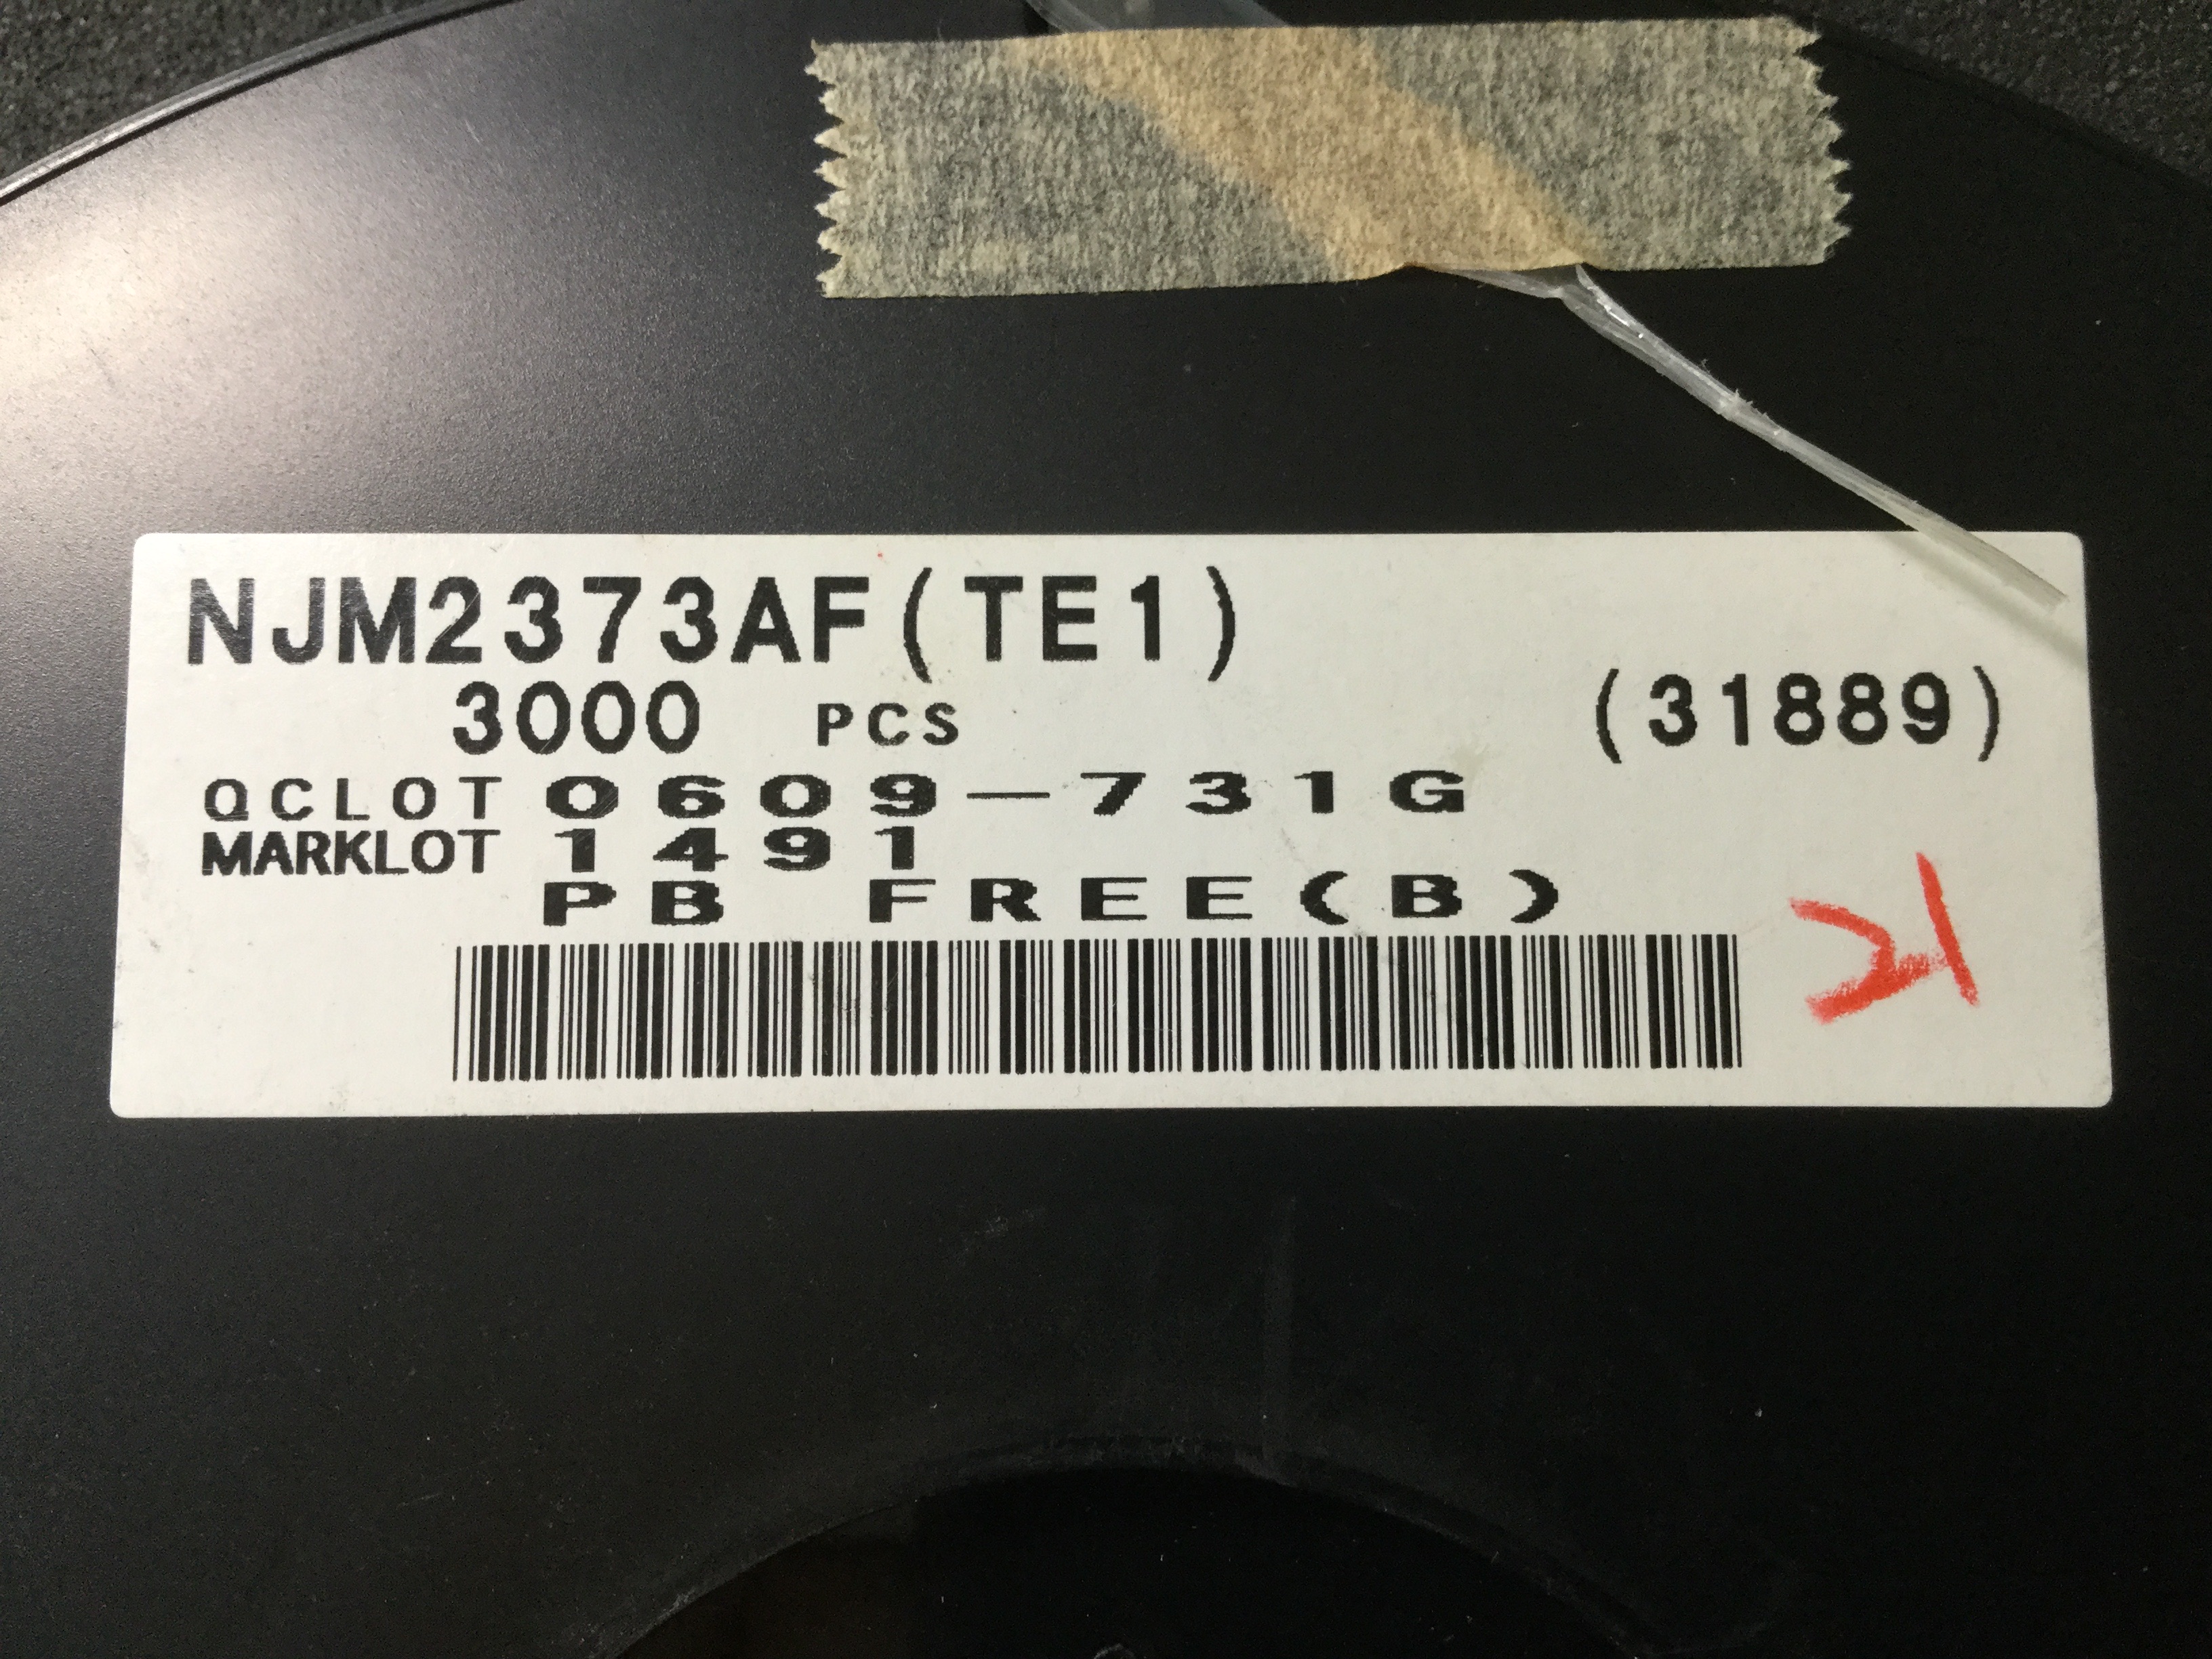 NJM2373AF(TE1)
3000 PCS (31889)
QCLOT 0609-731G
MARKLOT 1491
PB FREE(B)